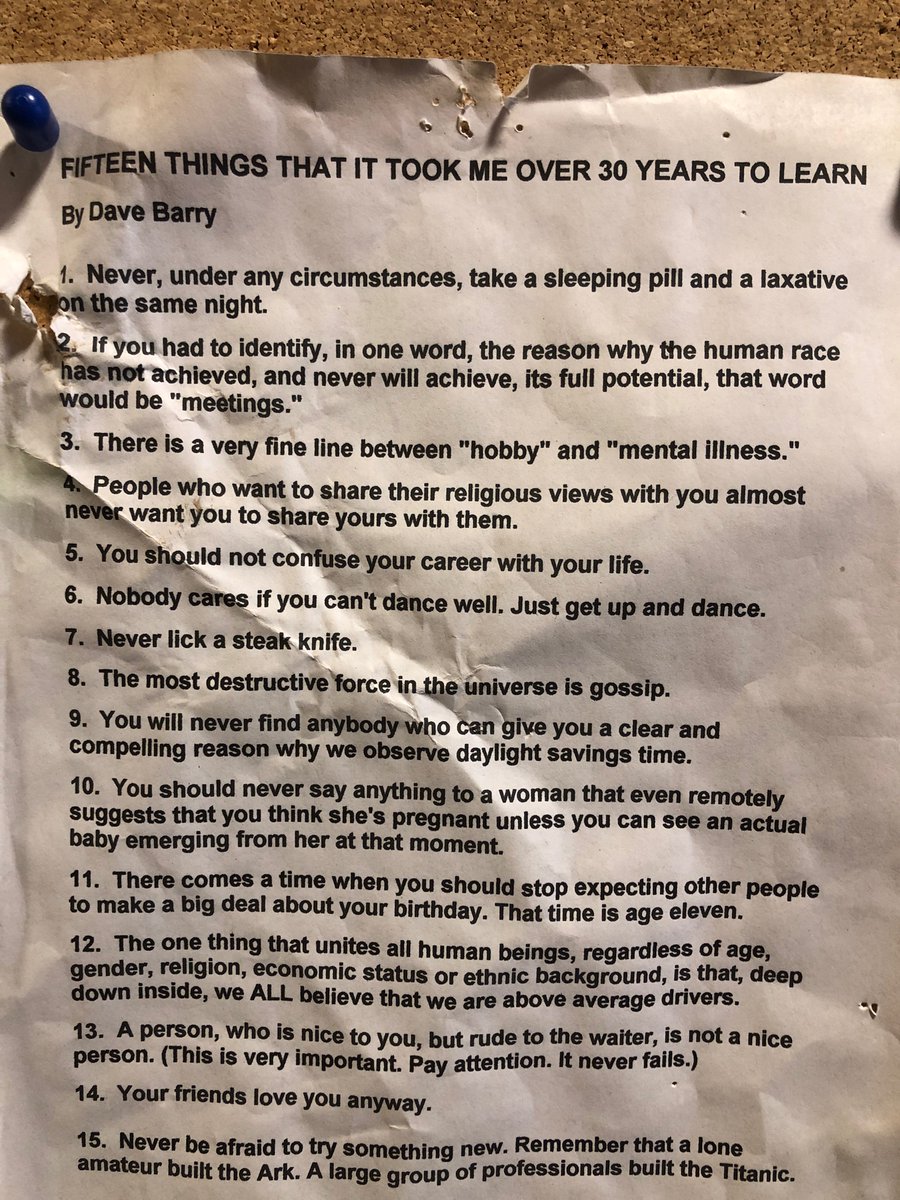 FIFTEEN THINGS THAT IT TOOK ME OVER 30 YEARS TO LEARN
By Dave Barry
1. Never, under any circumstances, take a sleeping pill and a laxative
on the same night.
2. If you had to identify, in one word, the reason why the human race
has not achieved, and never will achieve, its full potential, that word
would be "meetings."
3. There is a very fine line between "hobby" and "mental illness."
4. People who want to share their religious views with you almost
never want you to share yours with them.
5. You should not confuse your career with your life.
6. Nobody cares if you can't dance well. Just get up and dance.
7. Never lick a steak knife.
8. The most destructive force in the universe is gossip.
9. You will never find anybody who can give you a clear and
compelling reason why we observe daylight savings time.
10. You should never say anything to a woman that even remotely
suggests that you think she's pregnant unless you can see an actual
baby emerging from her at that moment.
11. There comes a time when you should stop expecting other people
to make a big deal about your birthday. That time is age eleven.
12. The one thing that unites all human beings, regardless of age,
gender, religion, economic status or ethnic background, is that, deep
down inside, we ALL believe that we are above average drivers.
13. A person, who is nice to you, but rude to the waiter, is not a nice
person. (This is very important. Pay attention. It never fails.)
14. Your friends love you anyway.
15. Never be afraid to try something new. Remember that a lone
amateur built the Ark. A large group of professionals built the Titanic.